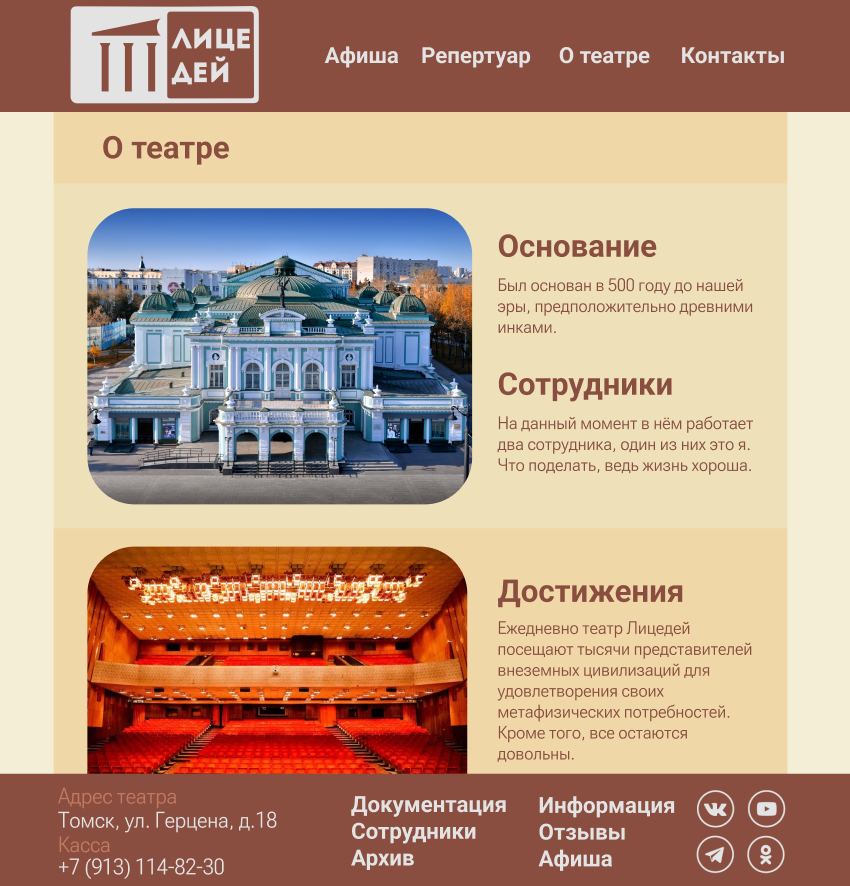 ЛИЦЕ
ДЕЙ
Афиша Репертуар О театре Контакты
О театре
Основание
Был основан в 500 году до нашей
эры, предположительно древними
инками.
Сотрудники
На данный момент в нём работает
два сотрудника, один из них это я.
Что поделать, ведь жизнь хороша.
Достижения
Ежедневно театр Лицедей
посещают тысячи представителей
внеземных цивилизаций для
удовлетворения своих
метафизических потребностей.
Кроме того, все остаются
довольны.
Адрес театра
Томск, ул. Герцена, д.18
Касса
+7 (913) 114-82-30
Документация
Сотрудники
Архив
Информация
Отзывы
Афиша